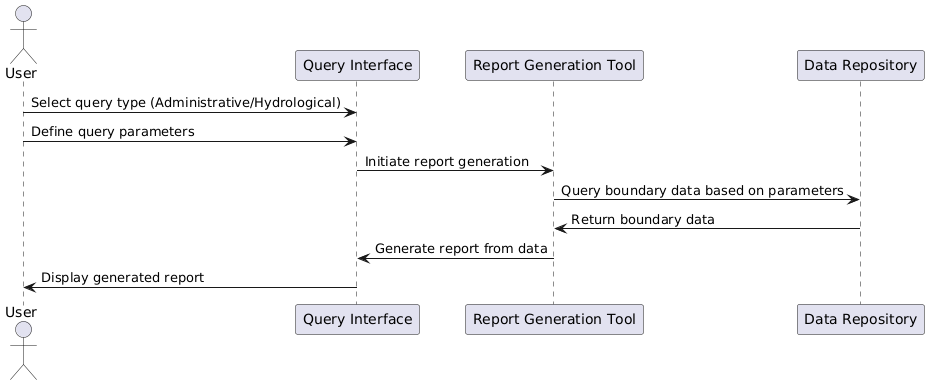 User
Query Interface
Report Generation Tool
Data Repository
Select query type (Administrative/Hydrological)
Define query parameters
Initiate report generation
Query boundary data based on parameters
Return boundary data
Generate report from data
Display generated report
User
Query Interface
Report Generation Tool
Data Repository